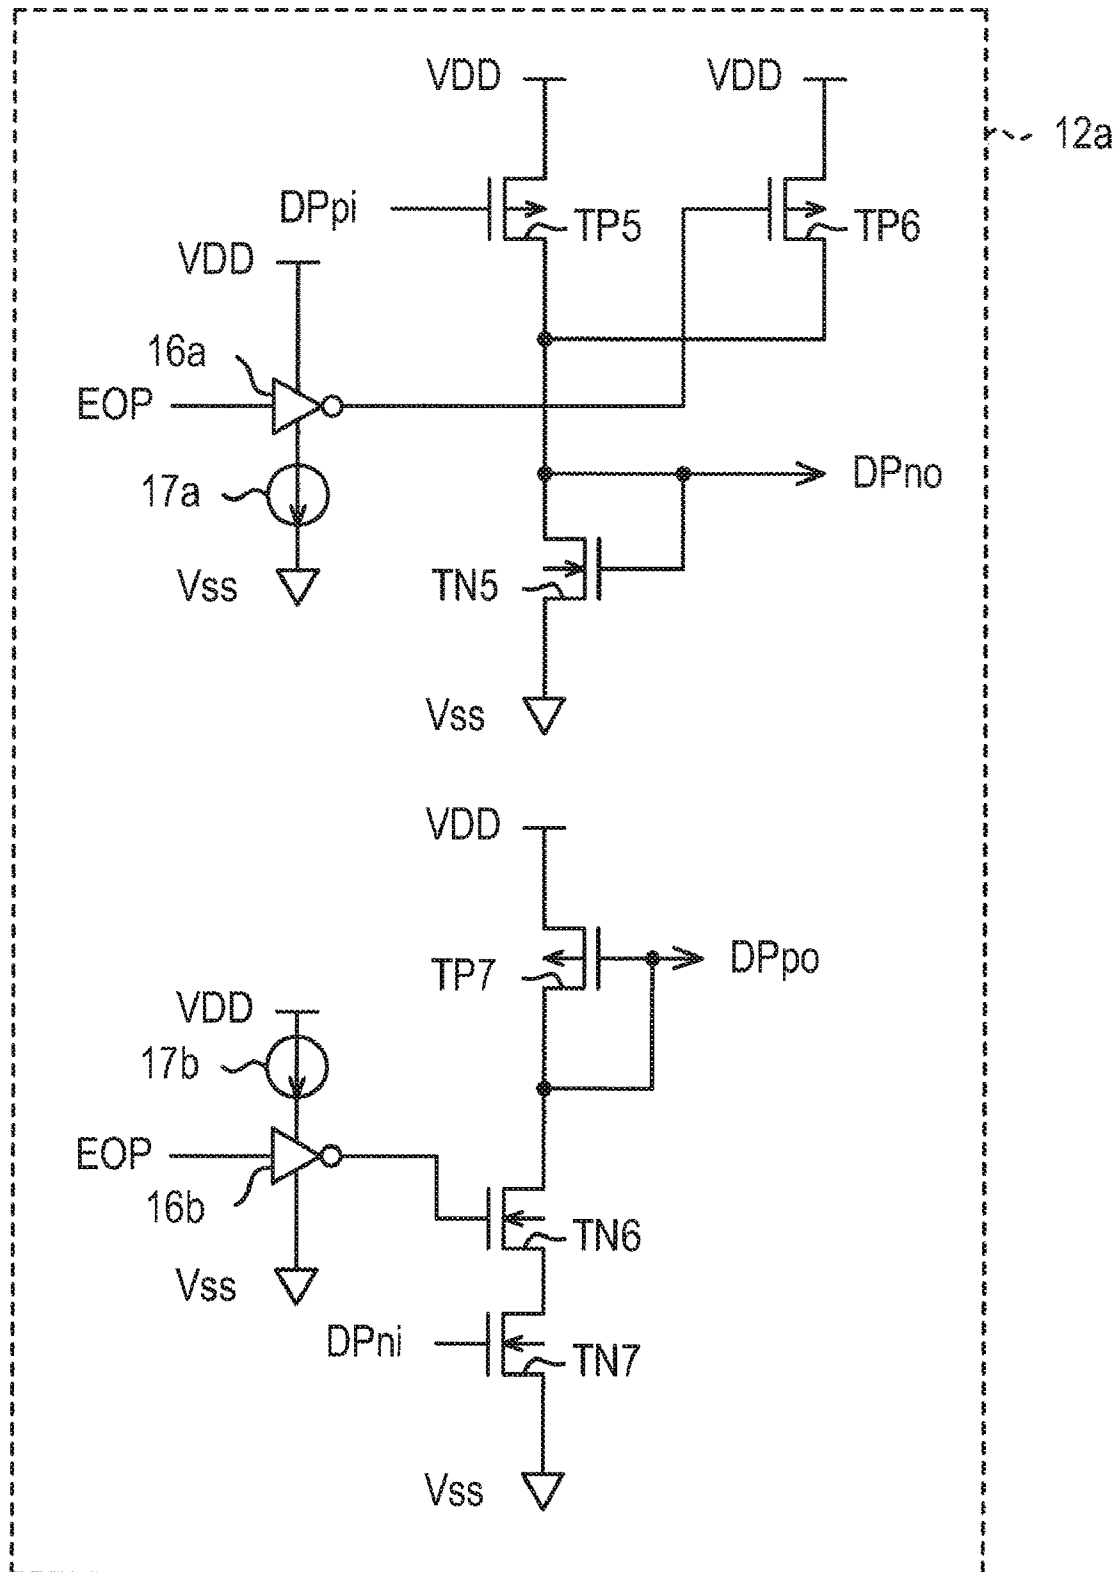 VDD
VDD
12a
DPpi
TP5
TP6
VDD
16a
EOP
17a
DPno
Vss
TN5
Vss
VDD
TP7
DPpo
VDD
17b
EOP
16b
TN6
Vss
DPni
TN7
Vss